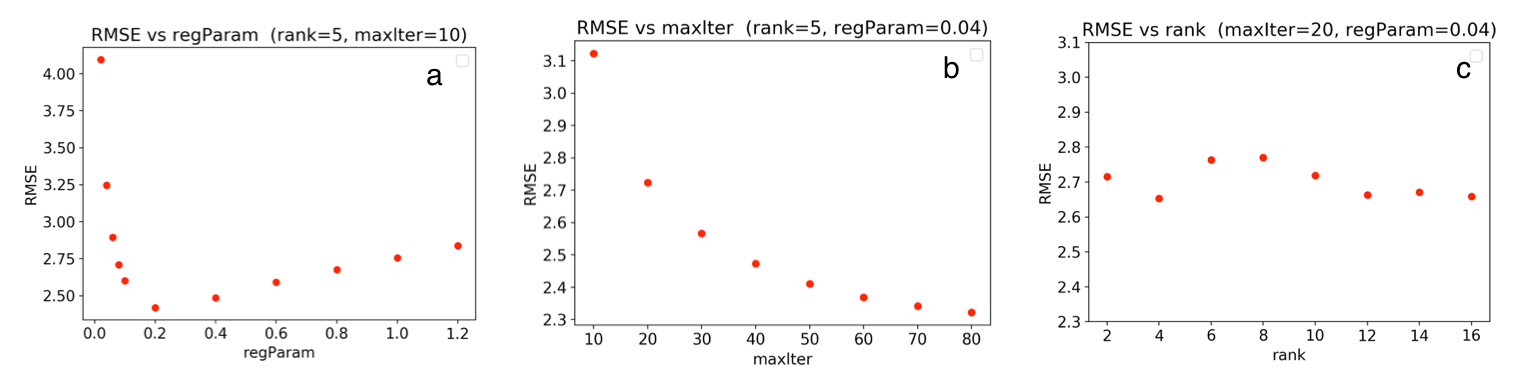 RMSE vs regParam (rank=5, maxIter=10)
a
4.00
3.75
3.50
3.25
3.00
2.75
2.50
RMSE
0.0 0.2 0.4 0.6 0.8 1.0 1.2
regParam
RMSE vs maxIter (rank=5, regParam=0.04)
b
3.1
3.0
2.9
2.8
2.7
2.6
2.5
2.4
2.3
RMSE
10 20 30 40 50 60 70 80
maxIter
RMSE vs rank (maxIter=20, regParam=0.04)
c
3.1
3.0
2.9
2.8
2.7
2.6
2.5
2.4
2.3
RMSE
2 4 6 8 10 12 14 16
rank